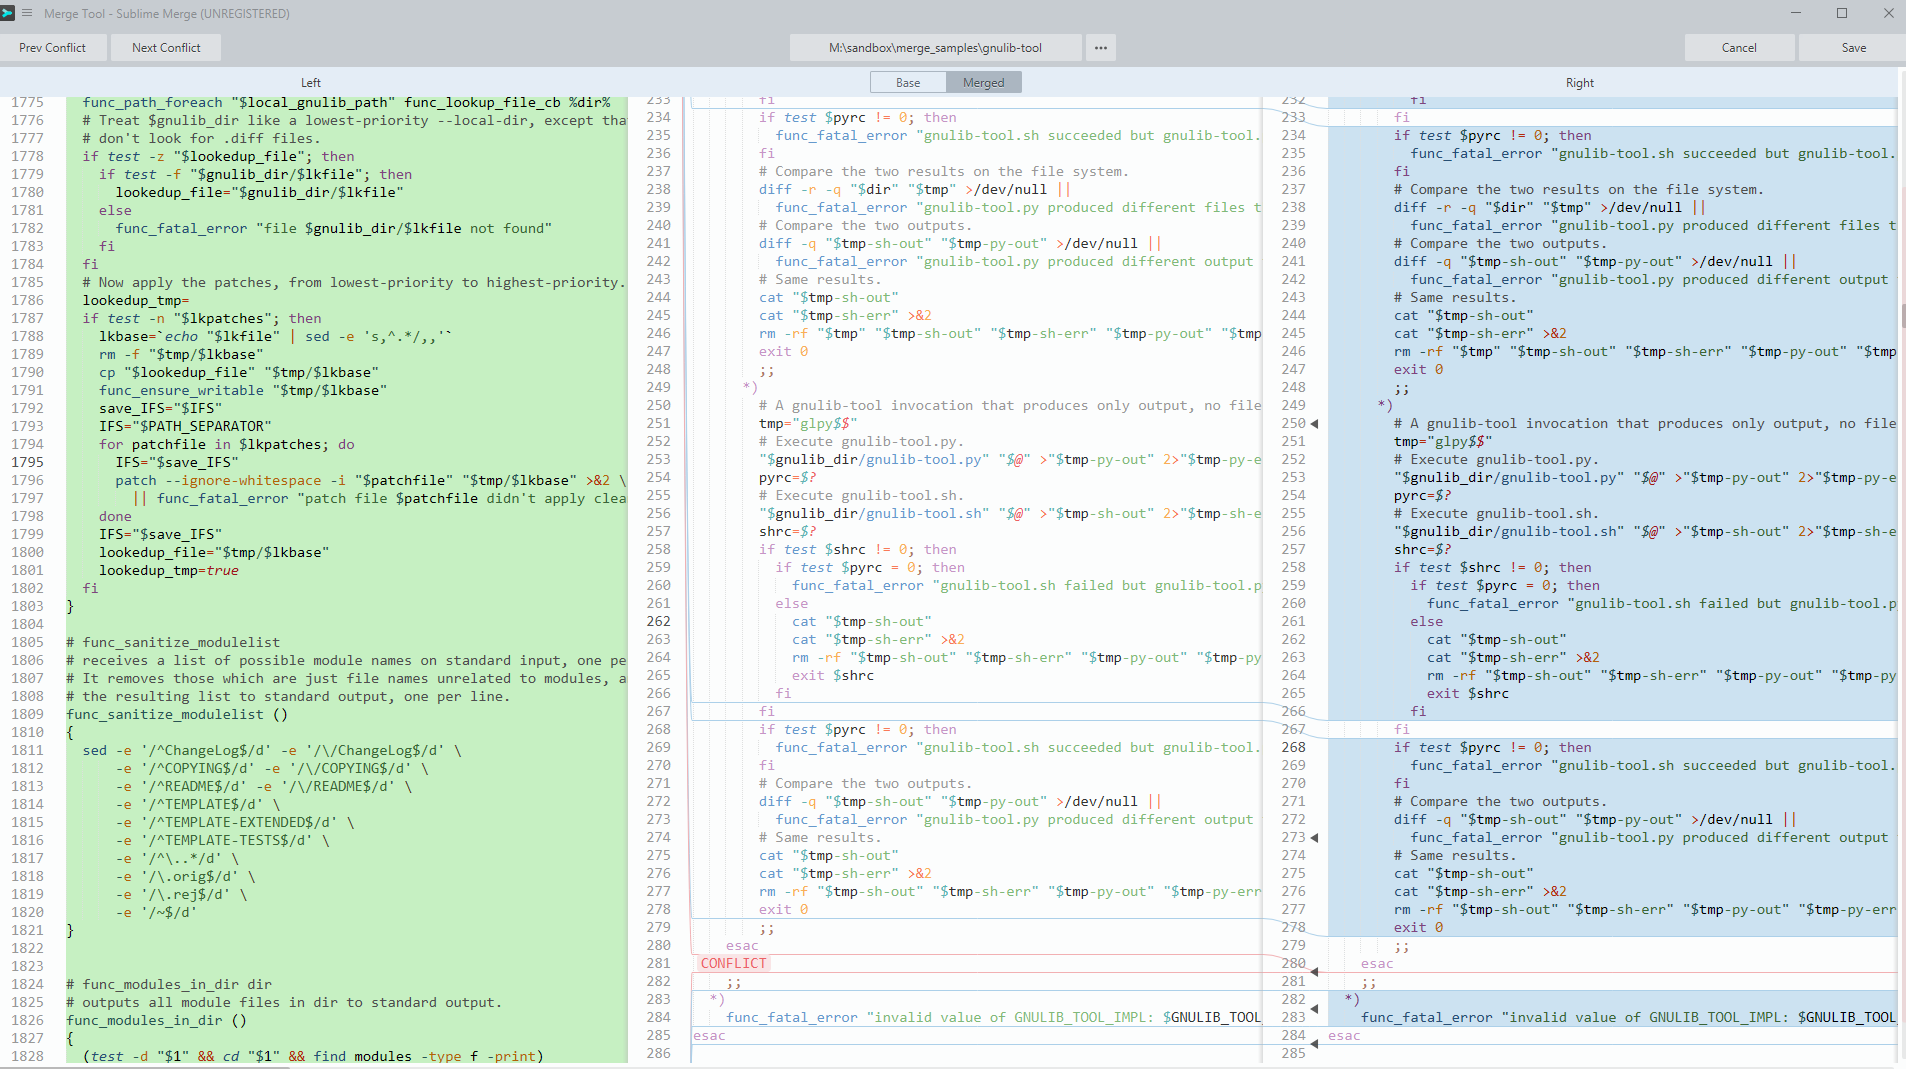 Merge Tool - Sublime Merge (UNREGISTERED)
Prev Conflict
Next Conflict
M:\sandbox\merge_samples\gnulib-tool
•••
Cancel
Save
Left
Base
Merged
Right
1775 func_path_foreach "$local_gnulib_path" func_lookup_file_cb %dir%
1776 # Treat $gnulib_dir like a lowest-priority --local-dir, except tha
1777 # don't look for .diff files.
1778 if test -z "$lookedup_file"; then
1779 if test -f "$gnulib_dir/$lkfile"; then
1780 lookedup_file="$gnulib_dir/$lkfile"
1781 else
1782 func_fatal_error "file $gnulib_dir/$lkfile not found"
1783 fi
1784 fi
1785 # Now apply the patches, from lowest-priority to highest-priority.
1786 lookedup_tmp=
1787 if test -n "$lkpatches"; then
1788 lkbase=`echo "$lkfile" | sed -e 's,^.*/,,'`
1789 rm -f "$tmp/$lkbase"
1790 cp "$lookedup_file" "$tmp/$lkbase"
1791 func_ensure_writable "$tmp/$lkbase"
1792 save_IFS="$IFS"
1793 IFS="$PATH_SEPARATOR"
1794 for patchfile in $lkpatches; do
1795 IFS="$save_IFS"
1796 patch --ignore-whitespace -i "$patchfile" "$tmp/$lkbase" >&2 \
1797 || func_fatal_error "patch file $patchfile didn't apply clea
1798 done
1799 IFS="$save_IFS"
1800 lookedup_file="$tmp/$lkbase"
1801 lookedup_tmp=true
1802 fi
1803 }
1804
1805 # func_sanitize_modulelist
1806 # receives a list of possible module names on standard input, one pe
1807 # It removes those which are just file names unrelated to modules, a
1808 # the resulting list to standard output, one per line.
1809 func_sanitize_modulelist ()
1810 {
1811 sed -e '/^ChangeLog$/d' -e '/\/ChangeLog$/d' \
1812 -e '/^COPYING$/d' -e '/\/COPYING$/d' \
1813 -e '/^README$/d' -e '/\/README$/d' \
1814 -e '/^TEMPLATE$/d' \
1815 -e '/^TEMPLATE-EXTENDED$/d' \
1816 -e '/^TEMPLATE-TESTS$/d' \
1817 -e '/^\..*/d' \
1818 -e '/\.orig$/d' \
1819 -e '/\.rej$/d' \
1820 -e '/~$/d'
1821 }
1822
1823
1824 # func_modules_in_dir dir
1825 # outputs all module files in dir to standard output.
1826 func_modules_in_dir ()
1827 {
1828 (test -d "$1" && cd "$1" && find modules -type f -print)
233 fi
234 if test $pyrc != 0; then
235 func_fatal_error "gnulib-tool.sh succeeded but gnulib-tool.
236 fi
237 # Compare the two results on the file system.
238 diff -r -q "$dir" "$tmp" >/dev/null ||
239 func_fatal_error "gnulib-tool.py produced different files t
240 # Compare the two outputs.
241 diff -q "$tmp-sh-out" "$tmp-py-out" >/dev/null ||
242 func_fatal_error "gnulib-tool.py produced different output
243 # Same results.
244 cat "$tmp-sh-out"
245 cat "$tmp-sh-err" >&2
246 rm -rf "$tmp" "$tmp-sh-out" "$tmp-sh-err" "$tmp-py-out" "$tmp
247 exit 0
248 ;;
249 *)
250 # A gnulib-tool invocation that produces only output, no file
251 tmp="glpy$$"
252 # Execute gnulib-tool.py.
253 "$gnulib_dir/gnulib-tool.py" "$@" >"$tmp-py-out" 2>"$tmp-py-e
254 pyrc=$?
255 # Execute gnulib-tool.sh.
256 "$gnulib_dir/gnulib-tool.sh" "$@" >"$tmp-sh-out" 2>"$tmp-sh-e
257 shrc=$?
258 if test $shrc != 0; then
259 if test $pyrc = 0; then
260 func_fatal_error "gnulib-tool.sh failed but gnulib-tool.p
261 else
262 cat "$tmp-sh-out"
263 cat "$tmp-sh-err" >&2
264 rm -rf "$tmp-sh-out" "$tmp-sh-err" "$tmp-py-out" "$tmp-py
265 exit $shrc
266 fi
267 fi
268 if test $pyrc != 0; then
269 func_fatal_error "gnulib-tool.sh succeeded but gnulib-tool.
270 fi
271 # Compare the two outputs.
272 diff -q "$tmp-sh-out" "$tmp-py-out" >/dev/null ||
273 func_fatal_error "gnulib-tool.py produced different output
274 # Same results.
275 cat "$tmp-sh-out"
276 cat "$tmp-sh-err" >&2
277 rm -rf "$tmp-sh-out" "$tmp-sh-err" "$tmp-py-out" "$tmp-py-err
278 exit 0
279 ;;
280 esac
281 CONFLICT
282 ;;
283 *)
284 func_fatal_error "invalid value of GNULIB_TOOL_IMPL: $GNULIB_TOOL_
285 esac
286
232 fi
233 fi
234 if test $pyrc != 0; then
235 func_fatal_error "gnulib-tool.sh succeeded but gnulib-tool.
236 fi
237 # Compare the two results on the file system.
238 diff -r -q "$dir" "$tmp" >/dev/null ||
239 func_fatal_error "gnulib-tool.py produced different files t
240 # Compare the two outputs.
241 diff -q "$tmp-sh-out" "$tmp-py-out" >/dev/null ||
242 func_fatal_error "gnulib-tool.py produced different output
243 # Same results.
244 cat "$tmp-sh-out"
245 cat "$tmp-sh-err" >&2
246 rm -rf "$tmp" "$tmp-sh-out" "$tmp-sh-err" "$tmp-py-out" "$tmp
247 exit 0
248 ;;
249 *)
250 # A gnulib-tool invocation that produces only output, no file
251 tmp="glpy$$"
252 # Execute gnulib-tool.py.
253 "$gnulib_dir/gnulib-tool.py" "$@" >"$tmp-py-out" 2>"$tmp-py-e
254 pyrc=$?
255 # Execute gnulib-tool.sh.
256 "$gnulib_dir/gnulib-tool.sh" "$@" >"$tmp-sh-out" 2>"$tmp-sh-e
257 shrc=$?
258 if test $shrc != 0; then
259 if test $pyrc = 0; then
260 func_fatal_error "gnulib-tool.sh failed but gnulib-tool.p
261 else
262 cat "$tmp-sh-out"
263 cat "$tmp-sh-err" >&2
264 rm -rf "$tmp-sh-out" "$tmp-sh-err" "$tmp-py-out" "$tmp-py
265 exit $shrc
266 fi
267 fi
268 if test $pyrc != 0; then
269 func_fatal_error "gnulib-tool.sh succeeded but gnulib-tool.
270 fi
271 # Compare the two outputs.
272 diff -q "$tmp-sh-out" "$tmp-py-out" >/dev/null ||
273 func_fatal_error "gnulib-tool.py produced different output
274 # Same results.
275 cat "$tmp-sh-out"
276 cat "$tmp-sh-err" >&2
277 rm -rf "$tmp-sh-out" "$tmp-sh-err" "$tmp-py-out" "$tmp-py-err
278 exit 0
279 ;;
280 esac
281 ;;
282 *)
283 func_fatal_error "invalid value of GNULIB_TOOL_IMPL: $GNULIB_TOOL
284 esac
285